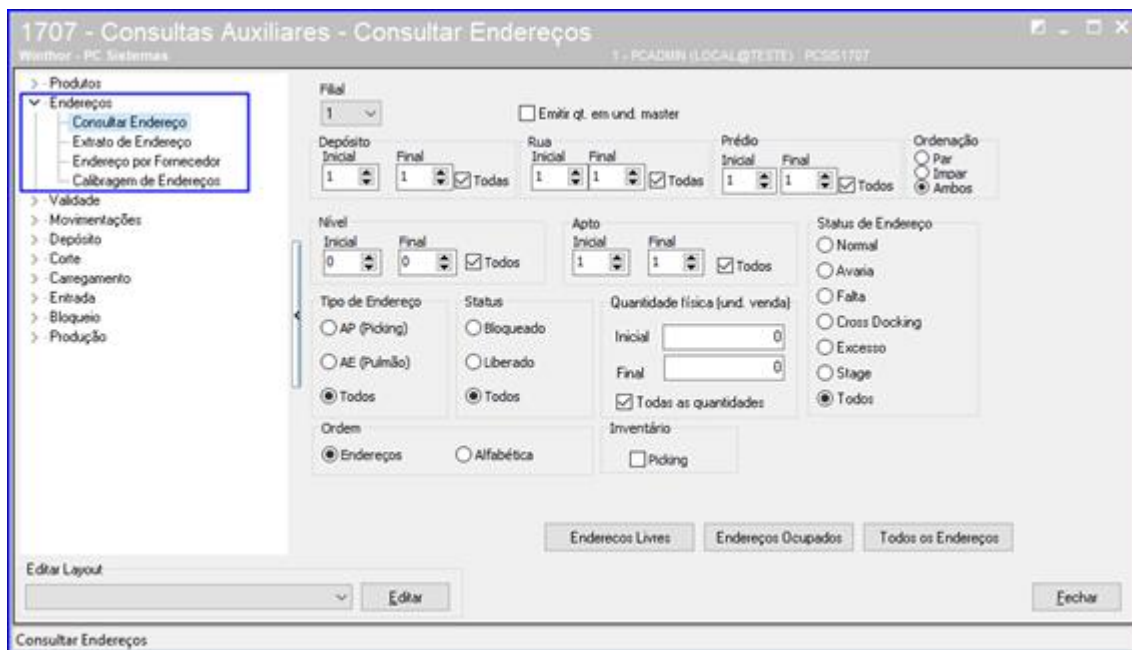 1707 - Consultas Auxiliares - Consultar Endereços
Winthor - PC Sistemas 1 - PCADMIN (LOCAL@TESTE) PCSIS1707
Produtos
Endereços
Consultar Endereço
Extrato de Endereço
Endereço por Fornecedor
Calibragem de Endereços
Validade
Movimentações
Depósito
Corte
Carregamento
Entrada
Bloqueio
Produção
Filial
1 Emitir qt. em und. master
Depósito Rua Prédio Ordenação
Inicial Final Inicial Final Inicial Final Par
1 1 Todas 1 1 Todas 1 1 Todos Impar
Ambos
Nível Apto Status de Endereço
Inicial Final Inicial Final Normal
0 0 Todos 1 1 Todos Avaria
Tipo de Endereço Status Quantidade física (und. venda) Falta
AP (Picking) Bloqueado Inicial 0 Cross Docking
AE (Pulmão) Liberado Final 0 Excesso
Stage
Todos Todos Todas as quantidades Todos
Ordem Inventário
Endereços Alfabética Picking
Enderecos Livres Endereços Ocupados Todos os Endereços
Editar Layout
Editar Fechar
Consultar Endereços